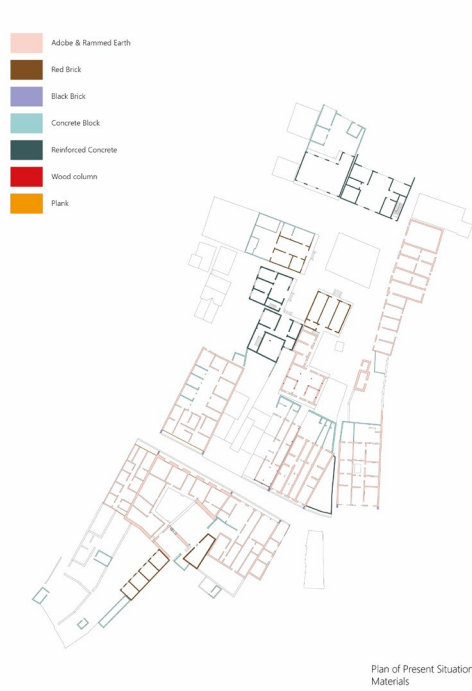 Adobe & Rammed Earth
Red Brick
Black Brick
Concrete Block
Reinforced Concrete
Wood column
Plank
Plan of Present Situation
Materials